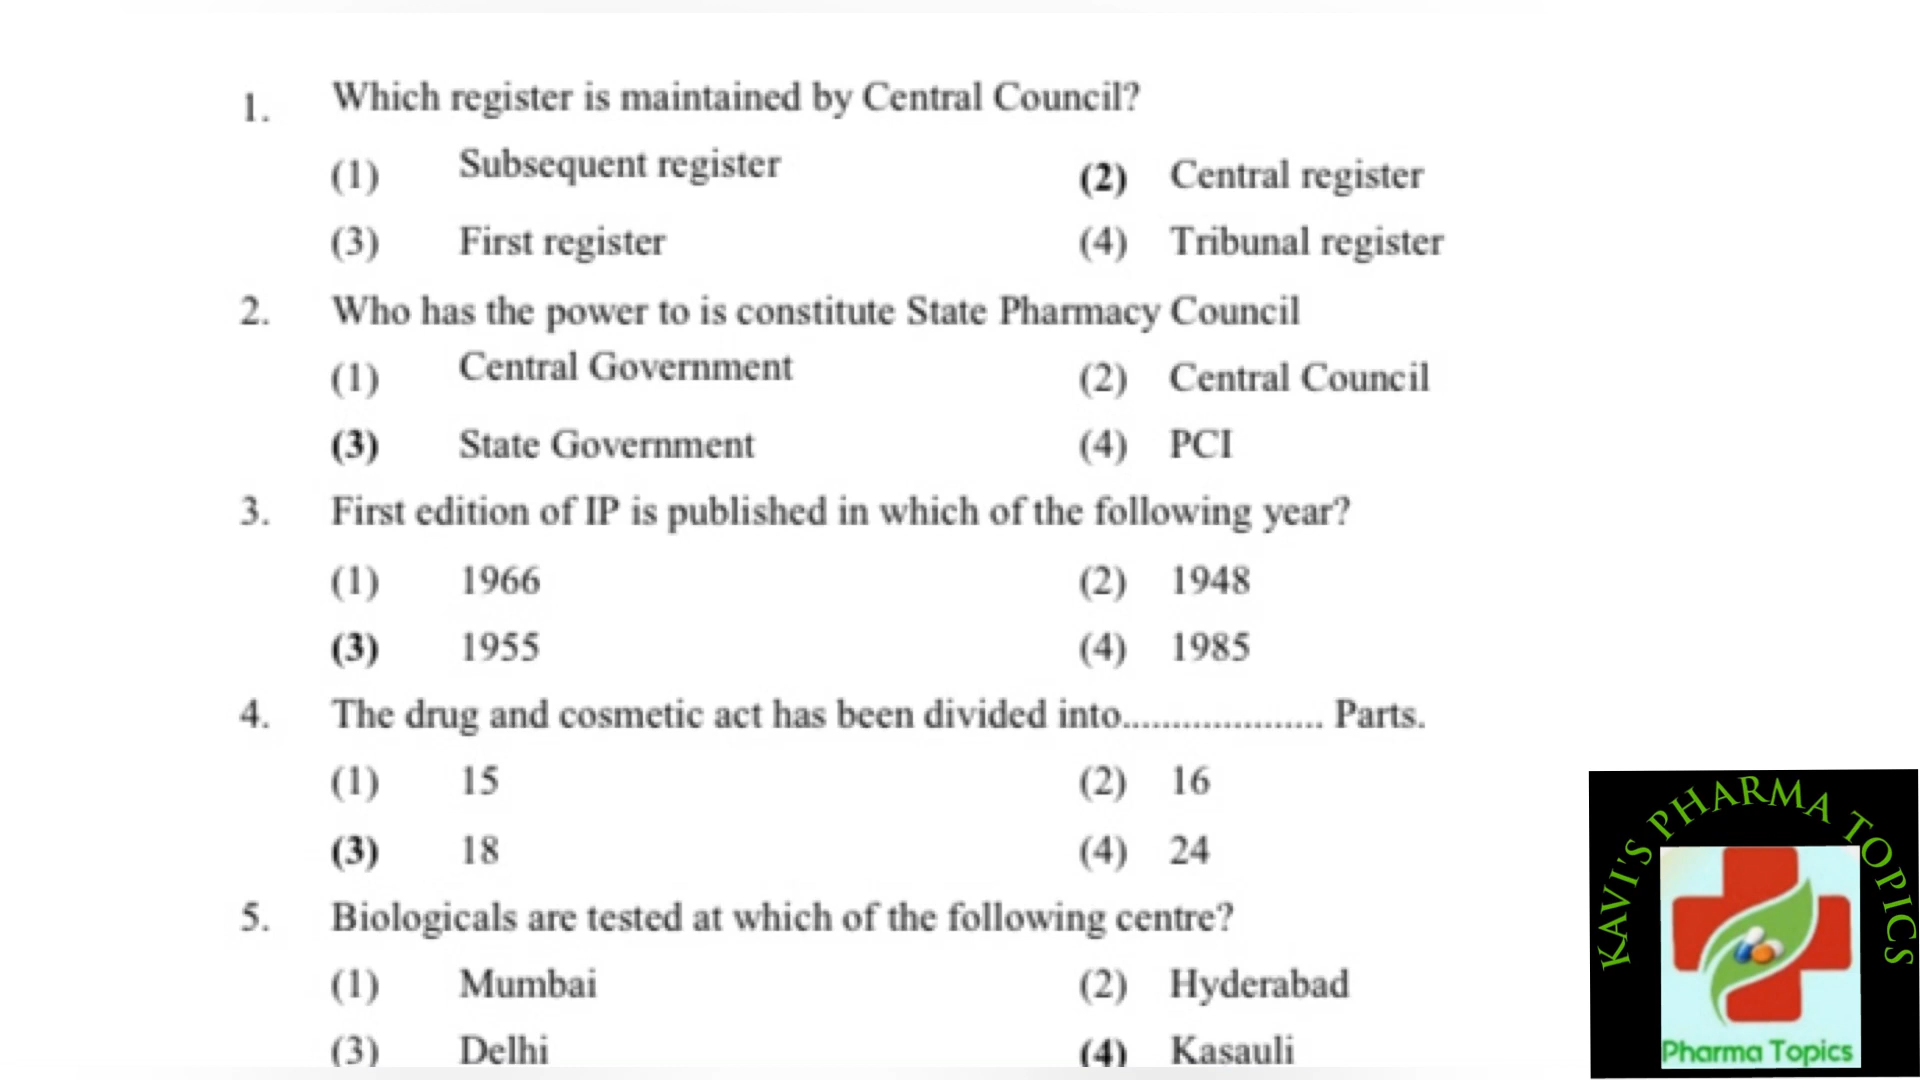 1. Which register is maintained by Central Council?
(1) Subsequent register (2) Central register
(3) First register (4) Tribunal register
2. Who has the power to is constitute State Pharmacy Council
(1) Central Government (2) Central Council
(3) State Government (4) PCI
3. First edition of IP is published in which of the following year?
(1) 1966 (2) 1948
(3) 1955 (4) 1985
4. The drug and cosmetic act has been divided into.................... Parts.
(1) 15 (2) 16
(3) 18 (4) 24
5. Biologicals are tested at which of the following centre?
(1) Mumbai (2) Hyderabad
(3) Delhi (4) Kasauli
KAVI'S PHARMA TOPICS
Pharma Topics